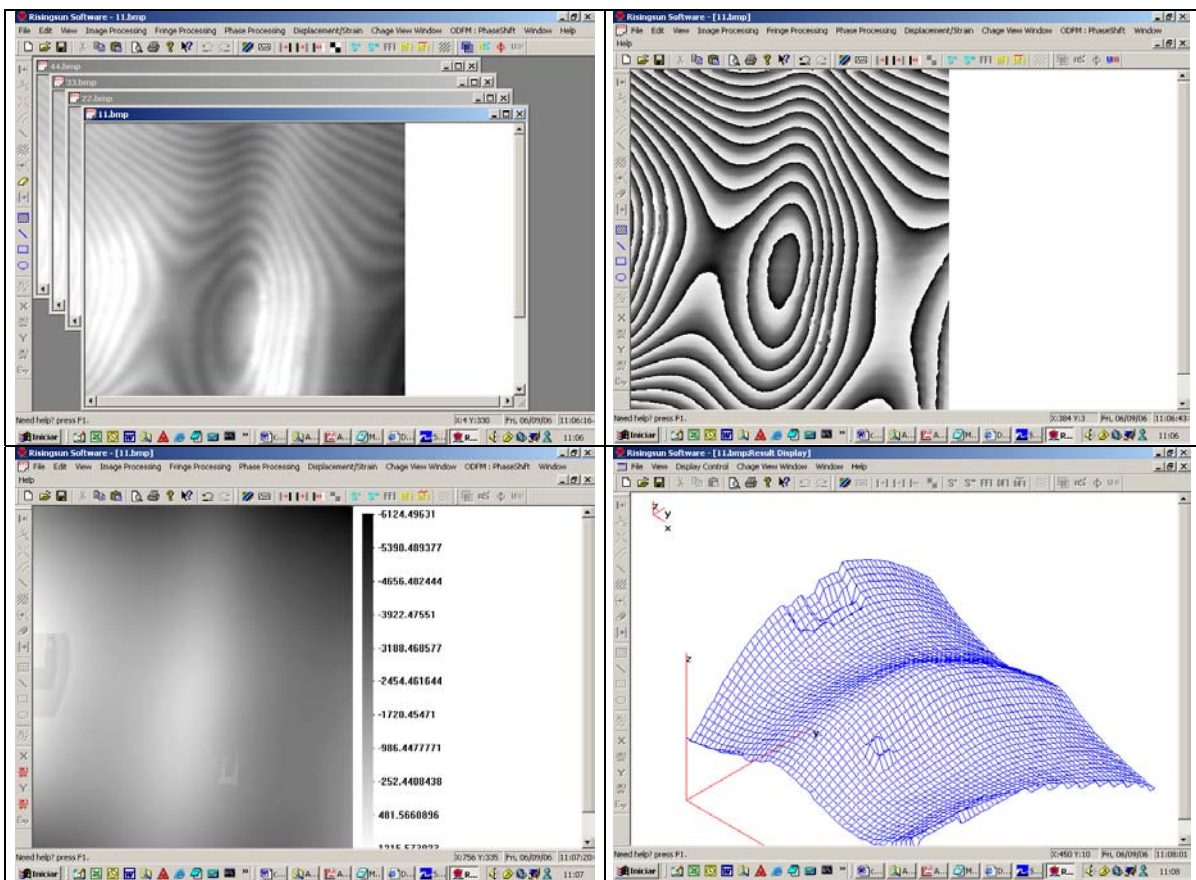 Risingsun Software - 11.bmp
File Edit View Image Processing Fringe Processing Phase Processing Displacement/Strain Chage View Window ODFM : PhaseShift Window Help
44.bmp
33.bmp
22.bmp
11.bmp
Need help? press F1.
X:4 Y:330 Fri, 06/09/06 11:06:16
Iniciar
11:06
Risingsun Software - [11.bmp]
File Edit View Image Processing Fringe Processing Phase Processing Displacement/Strain Chage View Window ODFM : PhaseShift Window
Help
Need help? press F1.
X:384 Y:3 Fri, 06/09/06 11:06:43
Iniciar
11:06
Risingsun Software - [11.bmp]
File Edit View Image Processing Fringe Processing Phase Processing Displacement/Strain Chage View Window ODFM : PhaseShift Window
Help
-6124.49631
-5390.489377
-4656.482444
-3922.47551
-3188.468577
-2454.461644
-1720.45471
-986.4477771
-252.4408438
481.5660896
Need help? press F1.
X:756 Y:335 Fri, 06/09/06 11:07:20
Iniciar
11:07
Risingsun Software - [11.bmp:Result Display]
File View Display Control Chage View Window Window Help
z
y
x
z
y
Need help? press F1.
X:450 Y:10 Fri, 06/09/06 11:08:01
Iniciar
11:08